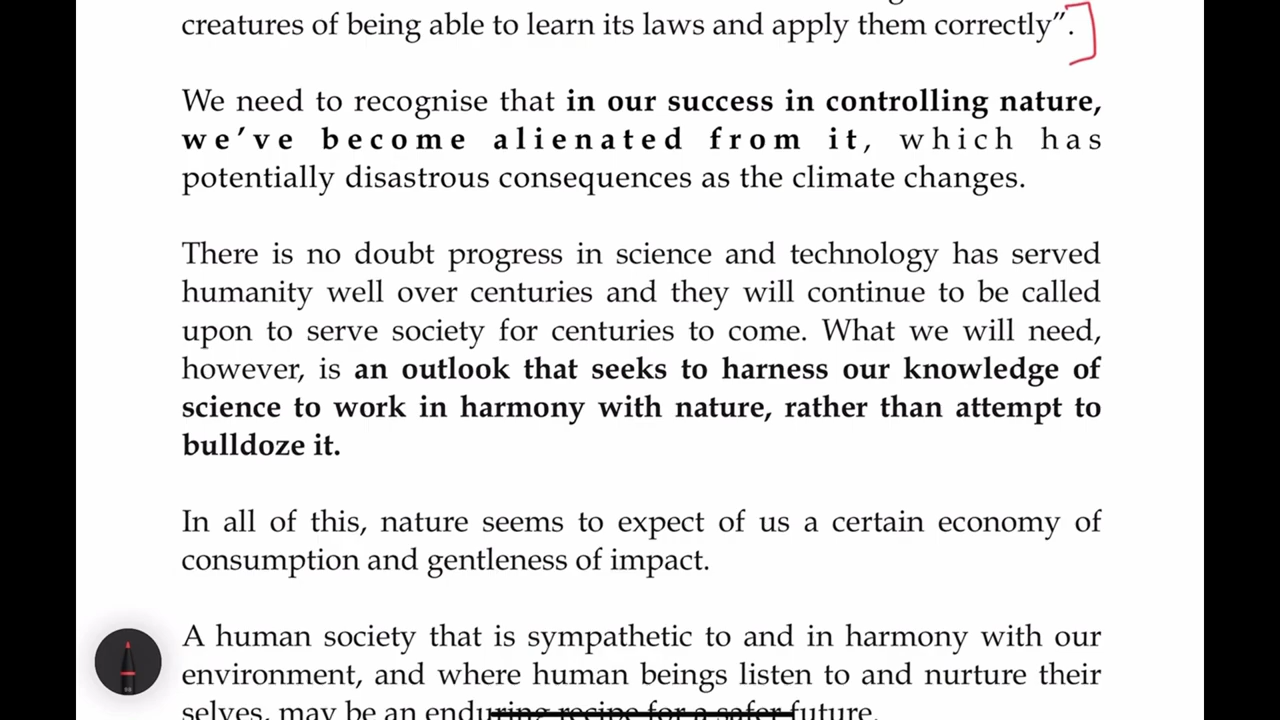 creatures of being able to learn its laws and apply them correctly”.
We need to recognise that in our success in controlling nature,
we’ve become alienated from it, which has
potentially disastrous consequences as the climate changes.
There is no doubt progress in science and technology has served
humanity well over centuries and they will continue to be called
upon to serve society for centuries to come. What we will need,
however, is an outlook that seeks to harness our knowledge of
science to work in harmony with nature, rather than attempt to
bulldoze it.
In all of this, nature seems to expect of us a certain economy of
consumption and gentleness of impact.
A human society that is sympathetic to and in harmony with our
environment, and where human beings listen to and nurture their
selves, may be an enduring recipe for a safer future.